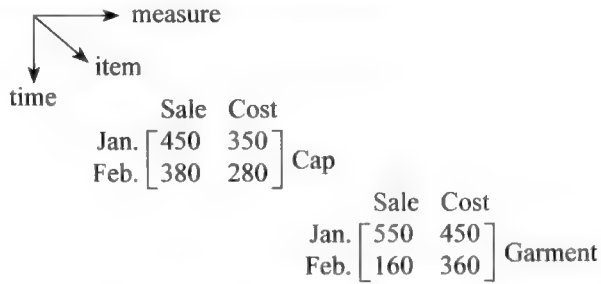 measure
item
time
Sale Cost
Jan. 450 350
Feb. 380 280
Cap
Sale Cost
Jan. 550 450
Feb. 160 360
Garment